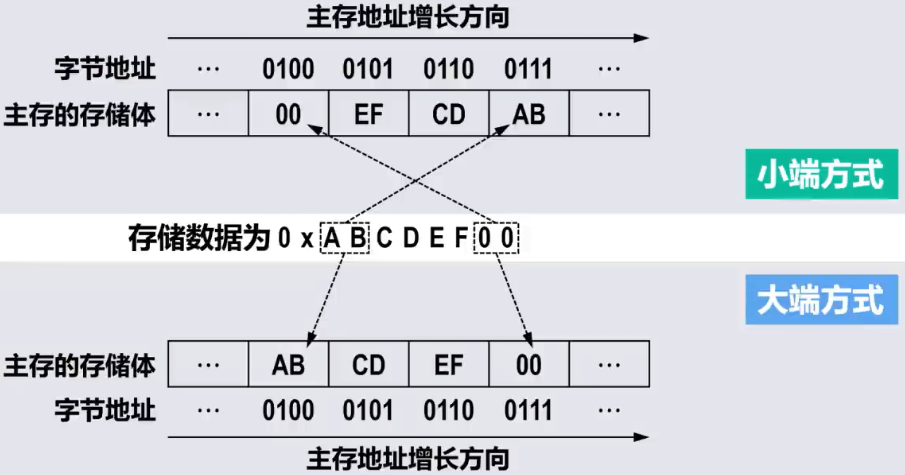 主存地址增长方向
字节地址 … 0100 0101 0110 0111 …
主存的存储体 … 00 EF CD AB …
小端方式
存储数据为 0 x A B C D E F 0 0
大端方式
主存的存储体 … AB CD EF 00 …
字节地址 … 0100 0101 0110 0111 …
主存地址增长方向